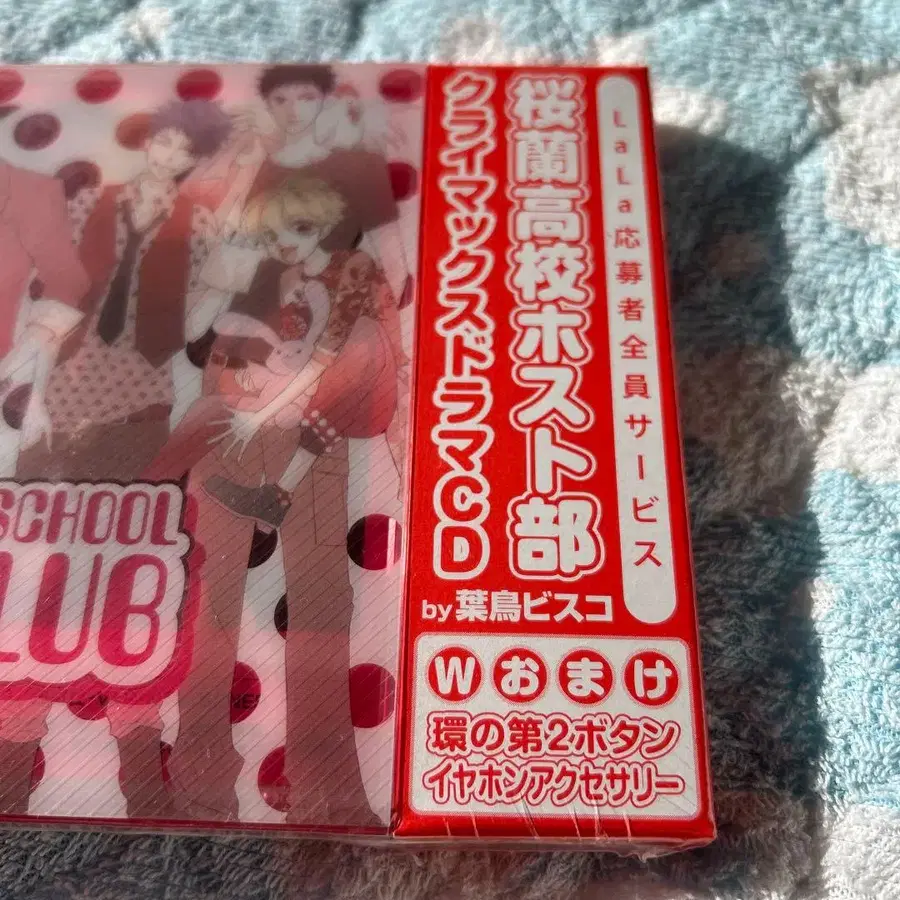 LaLa応募者全員サービス
桜蘭高校ホスト部
クライマックスドラマCD
by 葉鳥ビスコ
Wおまけ
環の第2ボタン
イヤホンアクセサリー
SCHOOL
LUB